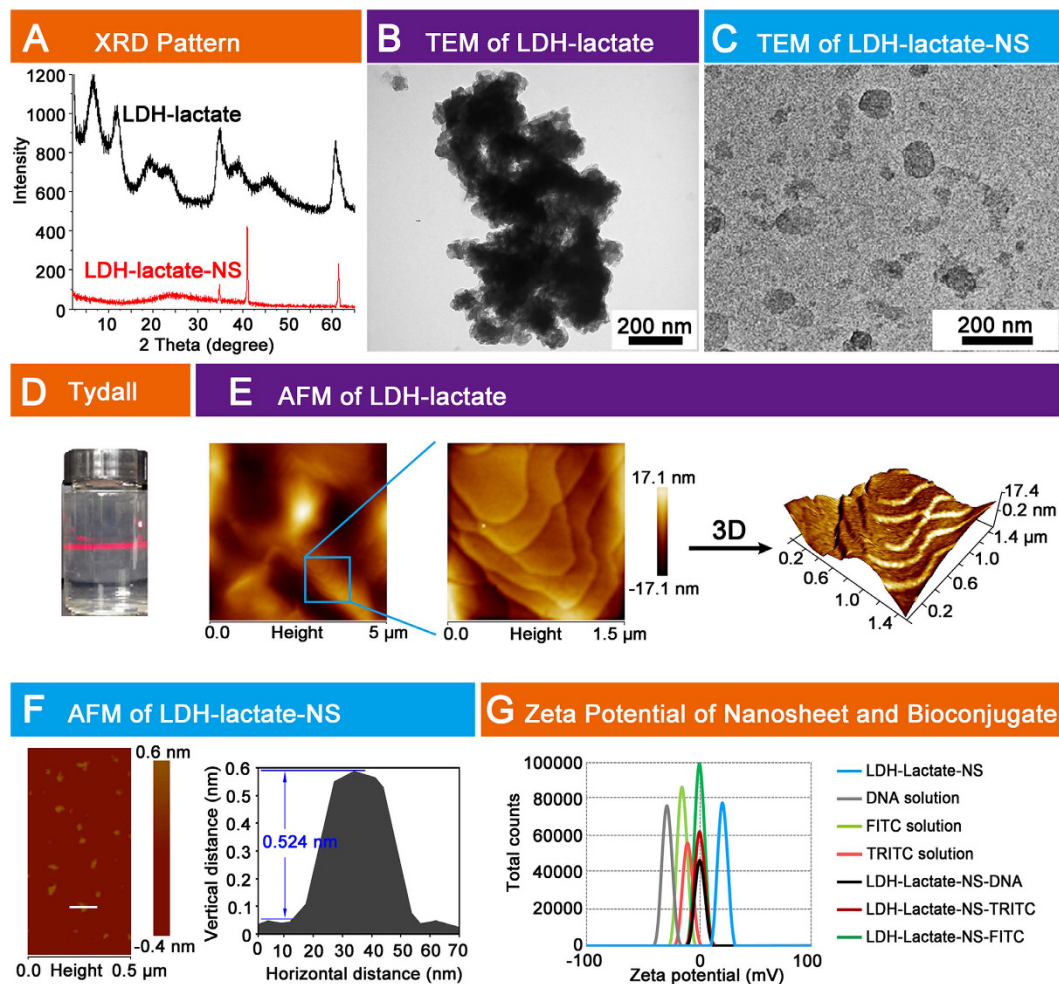 A XRD Pattern
1200
1000
800
600
400
200
0
Intensity
LDH-lactate
LDH-lactate-NS
10 20 30 40 50 60
2 Theta (degree)
B TEM of LDH-lactate
200 nm
C TEM of LDH-lactate-NS
200 nm
D Tydall
E AFM of LDH-lactate
0.0 Height 5 µm
0.0 Height 1.5 µm
17.1 nm
-17.1 nm
3D
17.4
0.2 nm
1.4 µm
1.0
0.6
0.2
0.2
0.6
1.0
1.4
F AFM of LDH-lactate-NS
0.6 nm
-0.4 nm
0.0 Height 0.5 µm
Vertical distance (nm)
0.6
0.5
0.4
0.3
0.2
0.1
0
0.524 nm
0 10 20 30 40 50 60 70
Horizontal distance (nm)
G Zeta Potential of Nanosheet and Bioconjugate
Total counts
100000
80000
60000
40000
20000
0
-100 0 100
Zeta potential (mV)
LDH-Lactate-NS
DNA solution
FITC solution
TRITC solution
LDH-Lactate-NS-DNA
LDH-Lactate-NS-TRITC
LDH-Lactate-NS-FITC